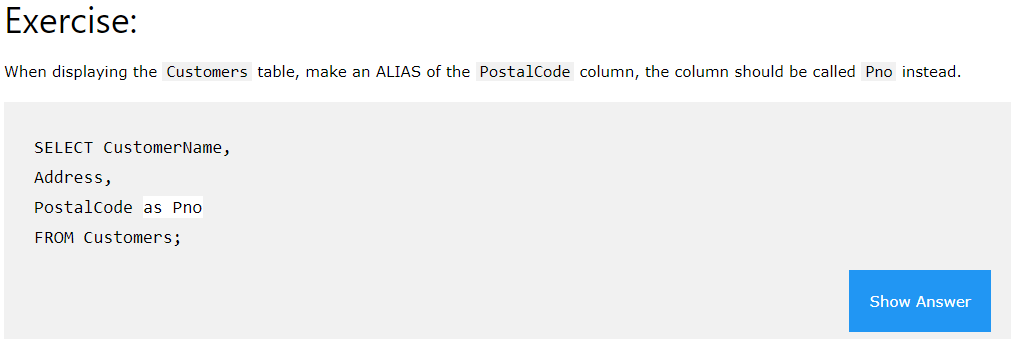 Exercise:
When displaying the Customers table, make an ALIAS of the PostalCode column, the column should be called Pno instead.
SELECT CustomerName,
Address,
PostalCode as Pno
FROM Customers;
Show Answer